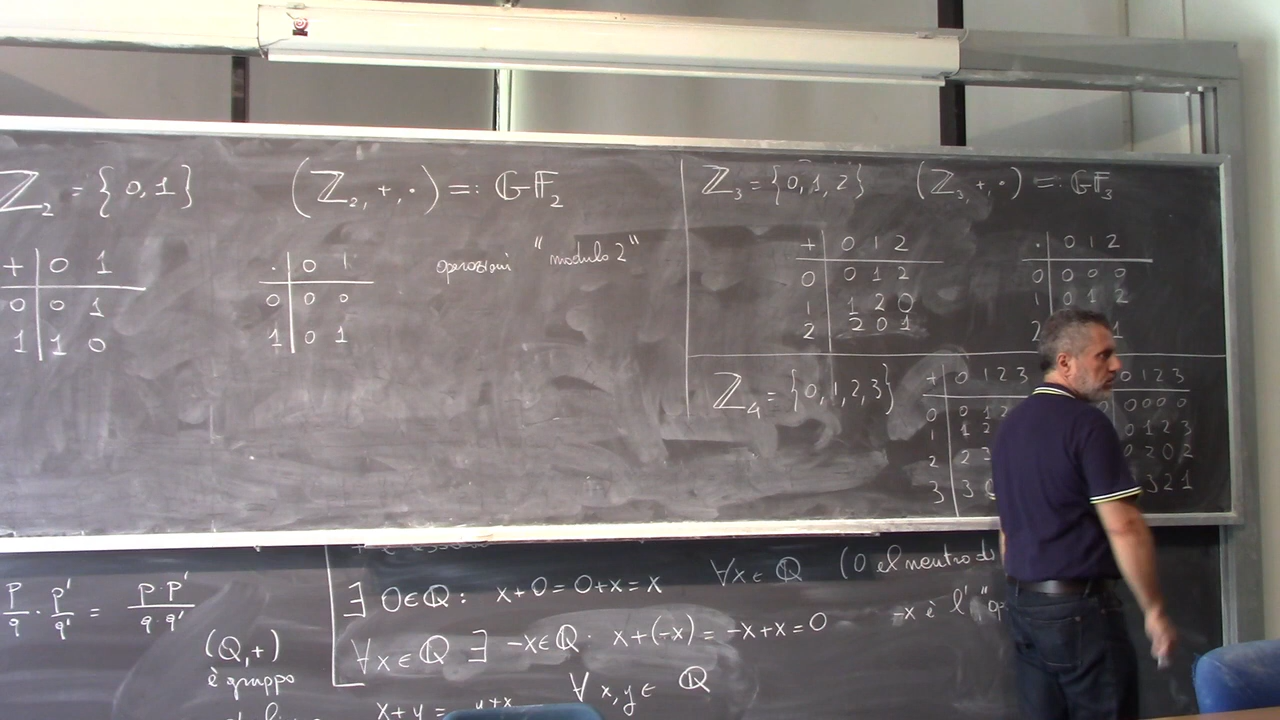 ℤ₂ = {0,1} (ℤ₂,+,·) =: 𝔾𝔽₂
+ | 0 1
0 | 0 1
1 | 1 0
· | 0 1
0 | 0 0
1 | 0 1
operazioni "modulo 2"
ℤ₃ = {0,1,2} (ℤ₃,+,·) =: 𝔾𝔽₃
+ | 0 1 2
0 | 0 1 2
1 | 1 2 0
2 | 2 0 1
· | 0 1 2
0 | 0 0 0
1 | 0 1 2
2 | 1
ℤ₄ = {0,1,2,3}
+ | 0 1 2 3
0 | 0 1 2
1 | 1 2
2 | 2 3
3 | 3 0
0 1 2 3
0 | 0 0 0 0
0 1 2 3
0 2 0 2
3 2 1
p/q · p'/q' = p·p'/q·q'
(Q,+)
è gruppo
∃ 0∈ℚ: x+0=0+x=x ∀x∈ℚ (0 el neutro di
∀x∈ℚ ∃ -x∈ℚ: x+(-x)=-x+x=0 -x è l'
x+y = y+x ∀x,y∈ ℚ